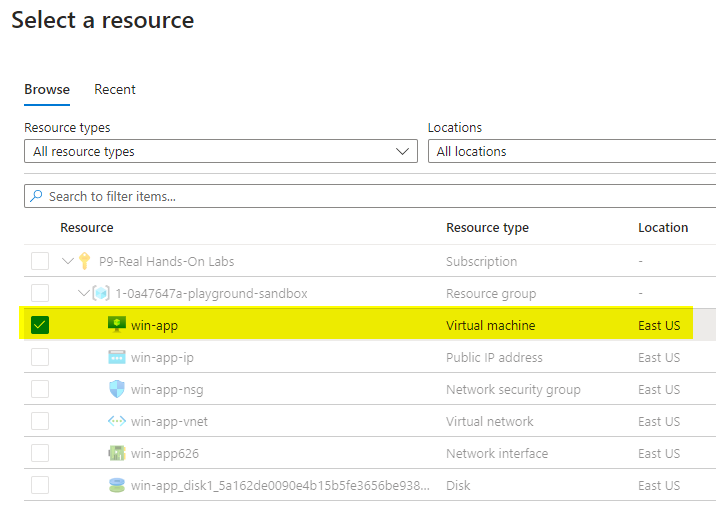 Select a resource
Browse Recent
Resource types Locations
All resource types All locations
Search to filter items...
Resource Resource type Location
P9-Real Hands-On Labs Subscription -
1-0a47647a-playground-sandbox Resource group -
win-app Virtual machine East US
win-app-ip Public IP address East US
win-app-nsg Network security group East US
win-app-vnet Virtual network East US
win-app626 Network interface East US
win-app_disk1_5a162de0090e4b15b5fe3656be938... Disk East US